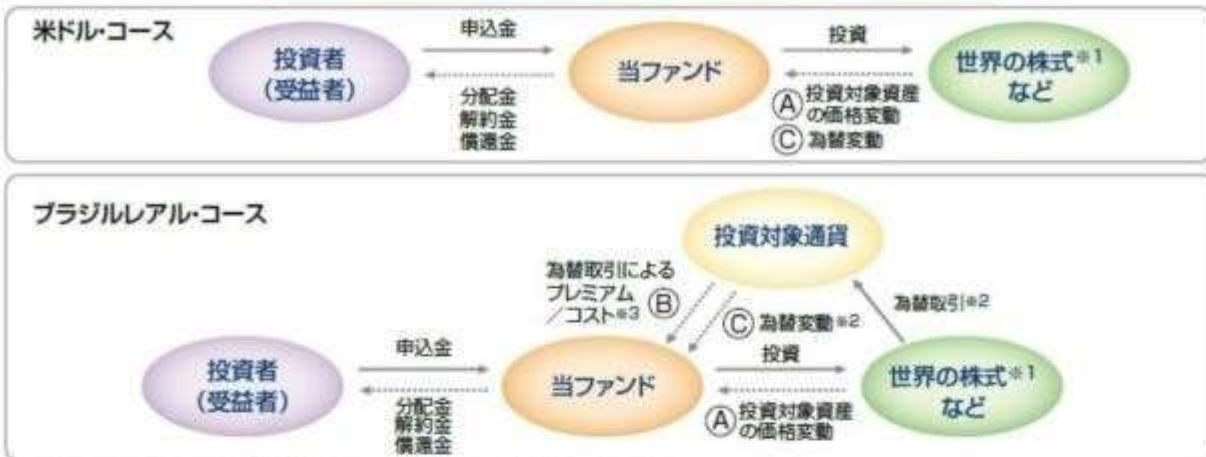 米ドル・コース
投資者
(受益者)
申込金
分配金
解約金
償還金
当ファンド
投資
Ⓐ 投資対象資産
の価格変動
Ⓒ 為替変動
世界の株式※1
など
ブラジルレアル・コース
投資対象通貨
為替取引による
プレミアム
/コスト※3 Ⓑ
Ⓒ 為替変動※2
為替取引※2
投資者
(受益者)
申込金
分配金
解約金
償還金
当ファンド
投資
Ⓐ 投資対象資産
の価格変動
世界の株式※1
など